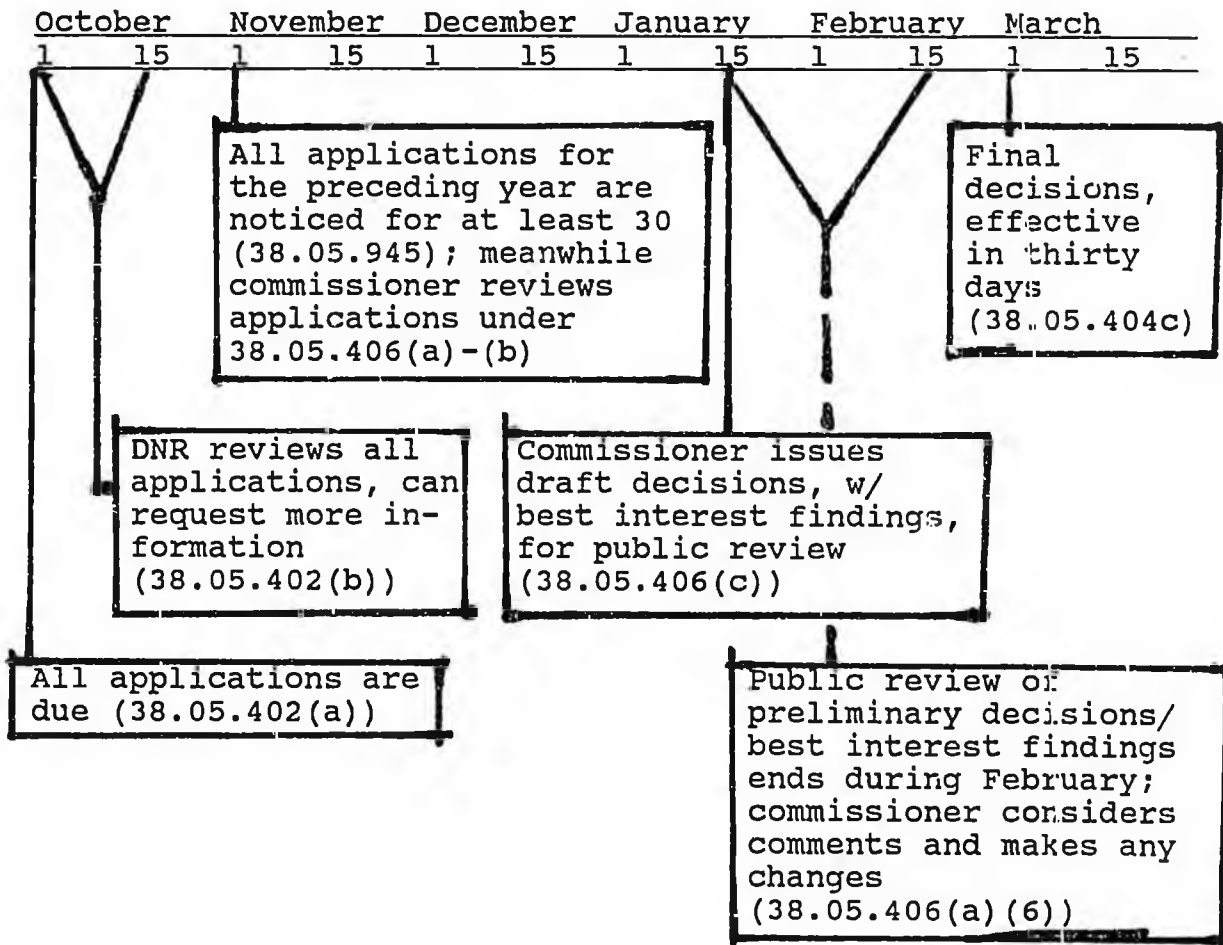 October November December January February March
1 15 1 15 1 15 1 15 1 15 1 15
All applications for
the preceding year are
noticed for at least 30
(38.05.945); meanwhile
commissioner reviews
applications under
38.05.406(a)-(b)
Final
decisions,
effective
in thirty
days
(38.05.404c)
DNR reviews all
applications, can
request more in-
formation
(38.05.402(b))
Commissioner issues
draft decisions, w/
best interest findings,
for public review
(38.05.406(c))
All applications are
due (38.05.402(a))
Public review of
preliminary decisions/
best interest findings
ends during February;
commissioner considers
comments and makes any
changes
(38.05.406(a)(6))